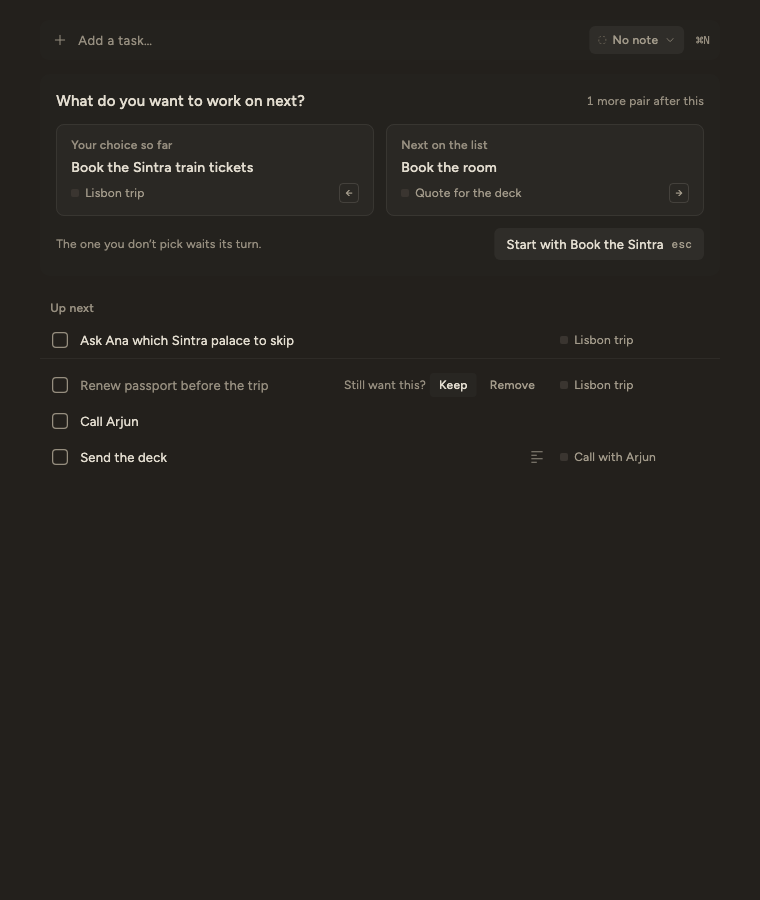 Add a task...
No note
⌘N
What do you want to work on next?
1 more pair after this
Your choice so far
Book the Sintra train tickets
Lisbon trip
Next on the list
Book the room
Quote for the deck
The one you don't pick waits its turn.
Start with Book the Sintra esc
Up next
Ask Ana which Sintra palace to skip
Lisbon trip
Renew passport before the trip
Still want this?
Keep
Remove
Lisbon trip
Call Arjun
Send the deck
Call with Arjun